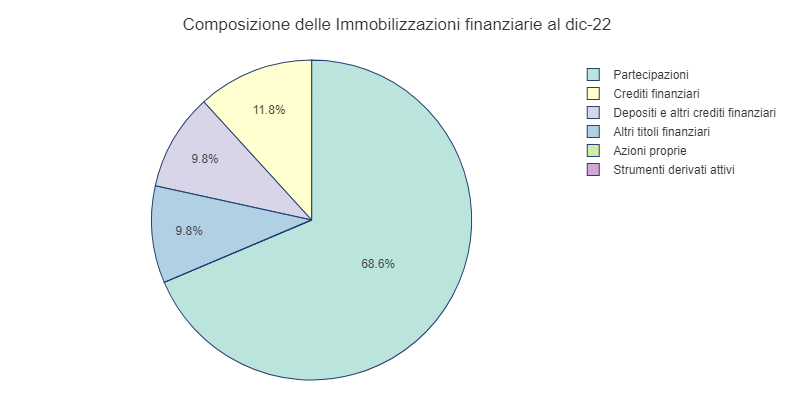 Composizione delle Immobilizzazioni finanziarie al dic-22
Partecipazioni
Crediti finanziari
Depositi e altri crediti finanziari
Altri titoli finanziari
Azioni proprie
Strumenti derivati attivi
11.8%
9.8%
9.8%
68.6%